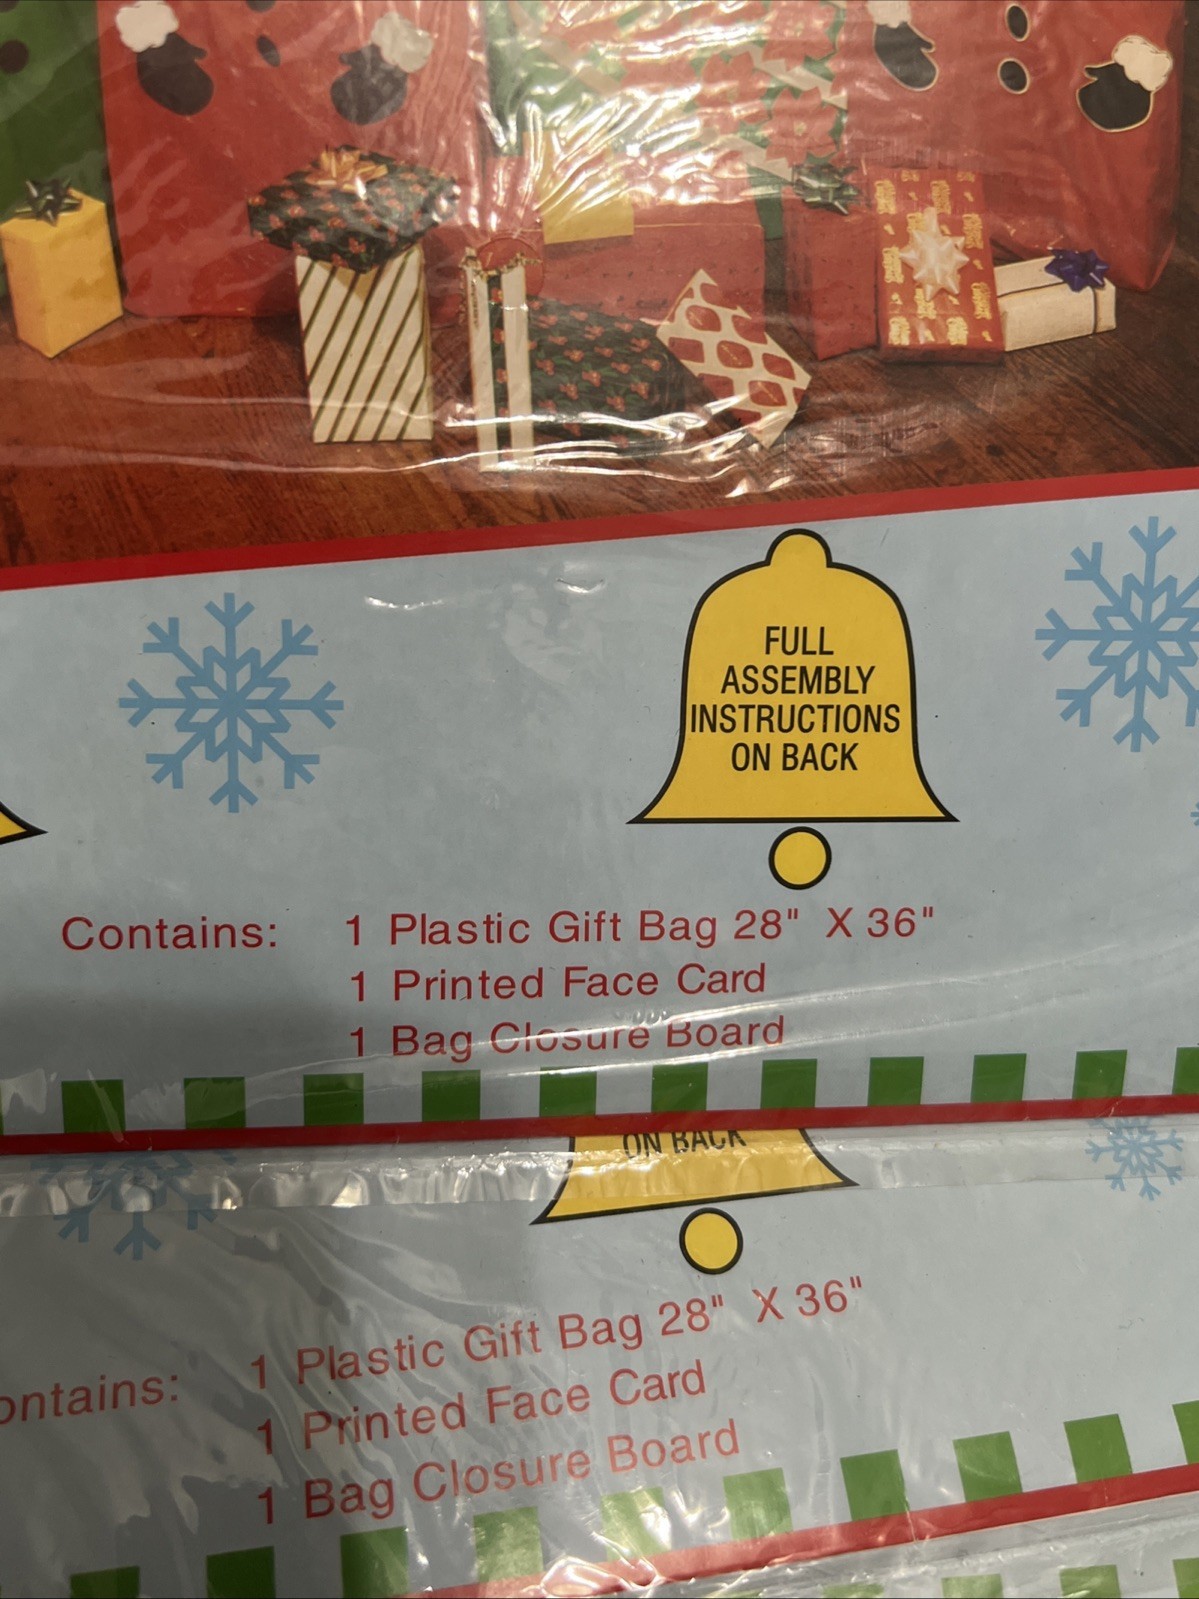 FULL
ASSEMBLY
INSTRUCTIONS
ON BACK
Contains: 1 Plastic Gift Bag 28" X 36"
1 Printed Face Card
1 Bag Closure Board
ON BACK
ontains: 1 Plastic Gift Bag 28" X 36"
1 Printed Face Card
1 Bag Closure Board